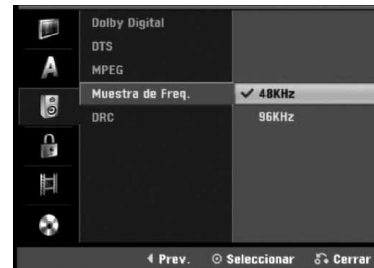 Dolby Digital
DTS
MPEG
Muestra de Freq. ✓ 48KHz
96KHz
DRC
A
Prev. Seleccionar Cerrar